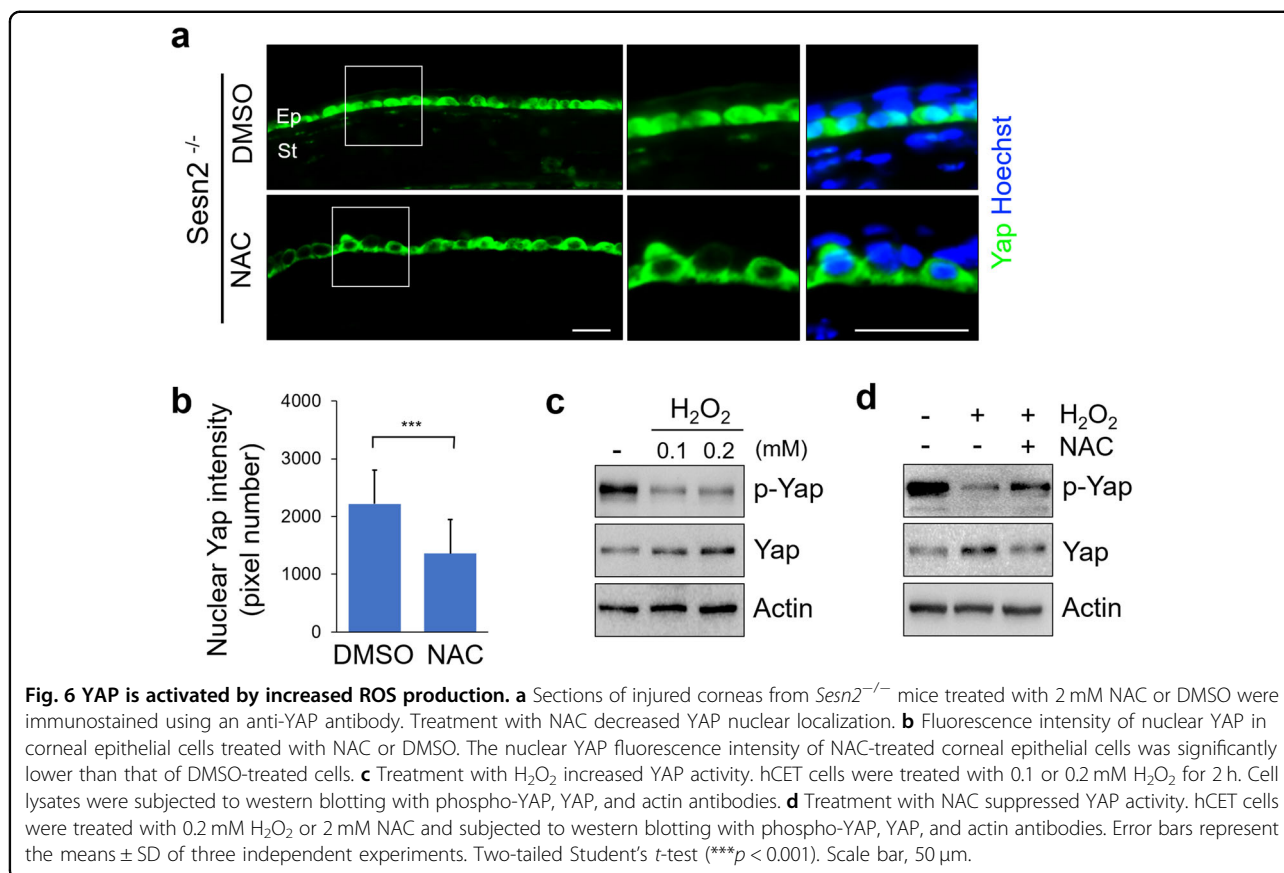 a
Sesn2 -/-
DMSO
NAC
Ep
St
Yap Hoechst
b
Nuclear Yap intensity
(pixel number)
4000
3000
2000
1000
0
***
DMSO NAC
c
H₂O₂
- 0.1 0.2 (mM)
p-Yap
Yap
Actin
d
- + + H₂O₂
- - + NAC
p-Yap
Yap
Actin
Fig. 6 YAP is activated by increased ROS production. a Sections of injured corneas from Sesn2−/− mice treated with 2 mM NAC or DMSO were
immunostained using an anti-YAP antibody. Treatment with NAC decreased YAP nuclear localization. b Fluorescence intensity of nuclear YAP in
corneal epithelial cells treated with NAC or DMSO. The nuclear YAP fluorescence intensity of NAC-treated corneal epithelial cells was significantly
lower than that of DMSO-treated cells. c Treatment with H₂O₂ increased YAP activity. hCET cells were treated with 0.1 or 0.2 mM H₂O₂ for 2 h. Cell
lysates were subjected to western blotting with phospho-YAP, YAP, and actin antibodies. d Treatment with NAC suppressed YAP activity. hCET cells
were treated with 0.2 mM H₂O₂ or 2 mM NAC and subjected to western blotting with phospho-YAP, YAP, and actin antibodies. Error bars represent
the means ± SD of three independent experiments. Two-tailed Student's t-test (***p < 0.001). Scale bar, 50 µm.